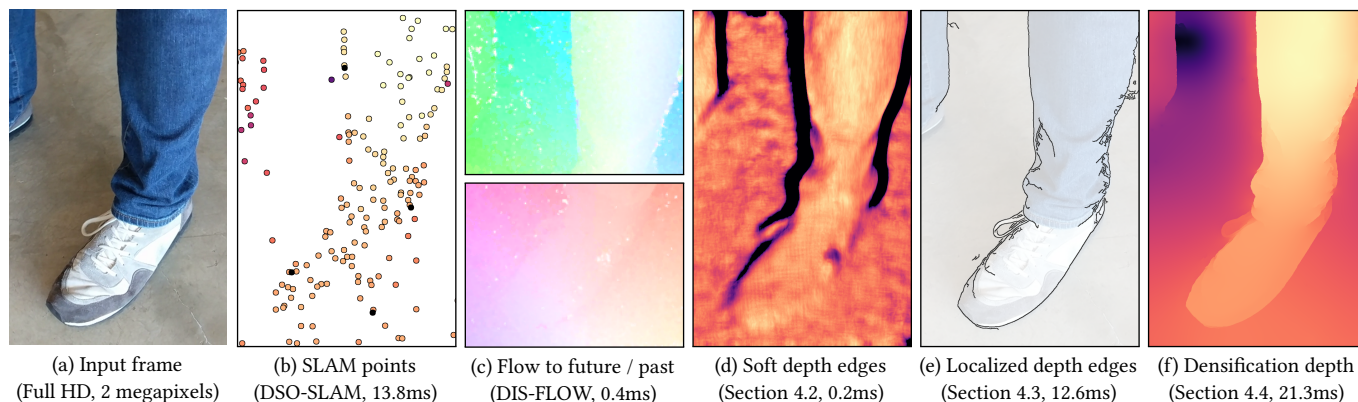 (a) Input frame
(Full HD, 2 megapixels)
(b) SLAM points
(DSO-SLAM, 13.8ms)
(c) Flow to future / past
(DIS-FLOW, 0.4ms)
(d) Soft depth edges
(Section 4.2, 0.2ms)
(e) Localized depth edges
(Section 4.3, 12.6ms)
(f) Densification depth
(Section 4.4, 21.3ms)